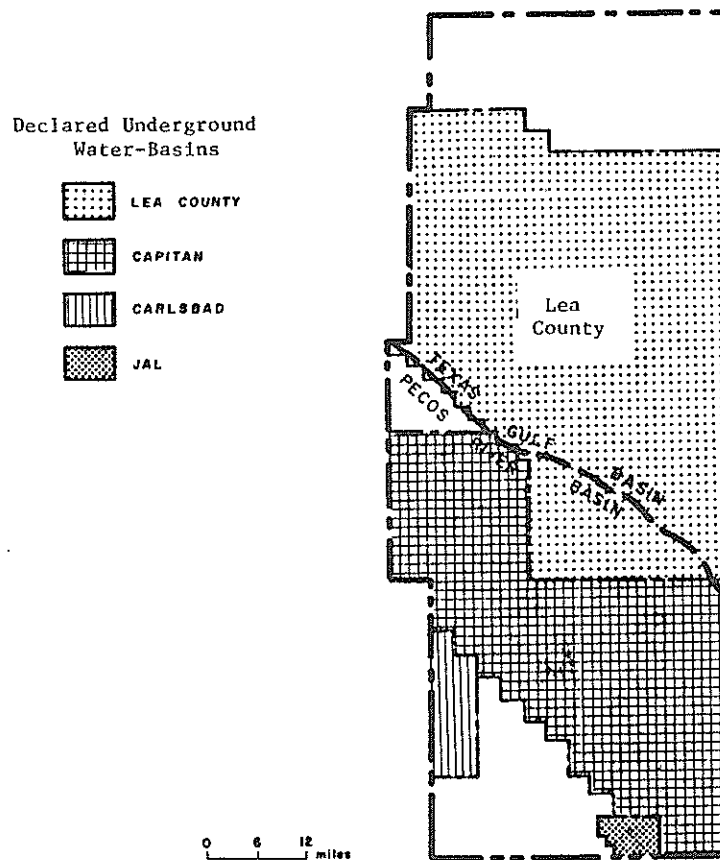 Declared Underground
Water-Basins
LEA COUNTY
CAPITAN
CARLSBAD
JAL
Lea
County
TEXAS GULF BASIN
PECOS RIVER BASIN
0 6 12
miles